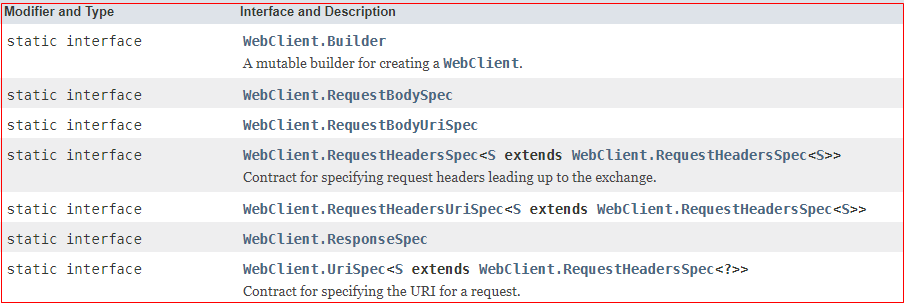 Modifier and Type Interface and Description
static interface WebClient.Builder
A mutable builder for creating a WebClient.
static interface WebClient.RequestBodySpec
static interface WebClient.RequestBodyUriSpec
static interface WebClient.RequestHeadersSpec<S extends WebClient.RequestHeadersSpec<S>>
Contract for specifying request headers leading up to the exchange.
static interface WebClient.RequestHeadersUriSpec<S extends WebClient.RequestHeadersSpec<S>>
static interface WebClient.ResponseSpec
static interface WebClient.UriSpec<S extends WebClient.RequestHeadersSpec<?>>
Contract for specifying the URI for a request.